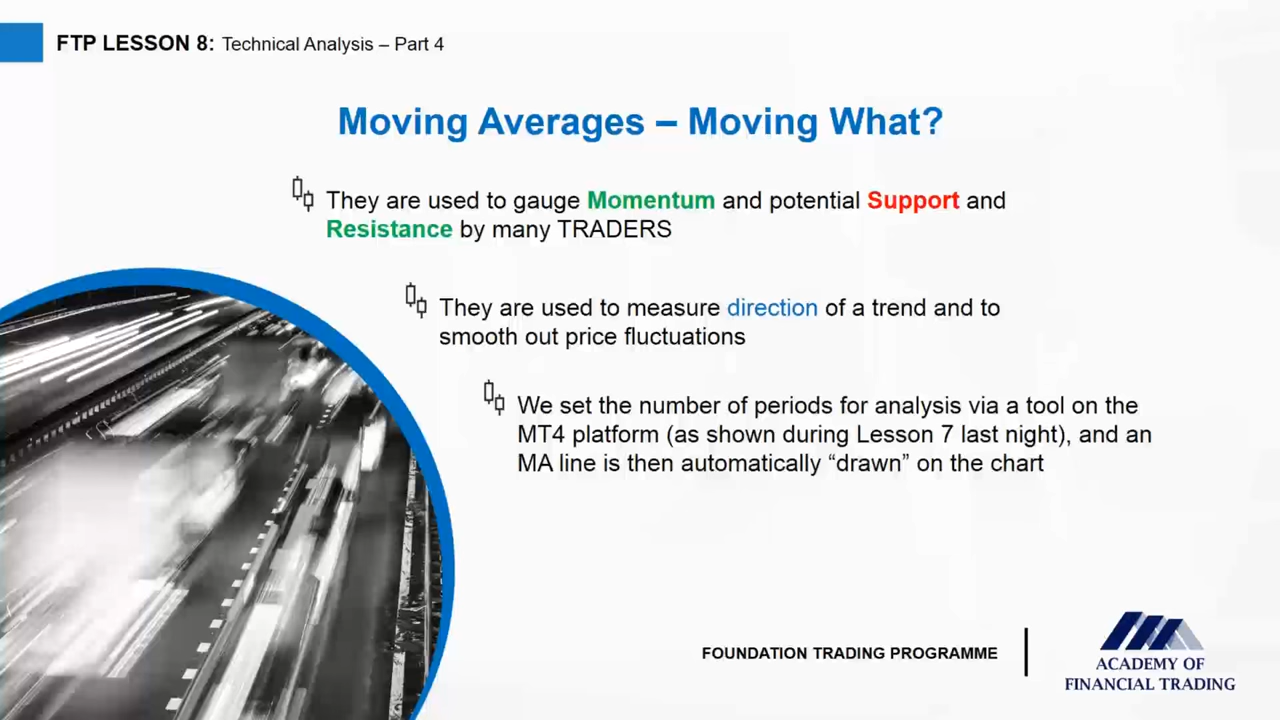 FTP LESSON 8: Technical Analysis – Part 4
Moving Averages – Moving What?
They are used to gauge Momentum and potential Support and
Resistance by many TRADERS
They are used to measure direction of a trend and to
smooth out price fluctuations
We set the number of periods for analysis via a tool on the
MT4 platform (as shown during Lesson 7 last night), and an
MA line is then automatically “drawn” on the chart
FOUNDATION TRADING PROGRAMME
ACADEMY OF
FINANCIAL TRADING